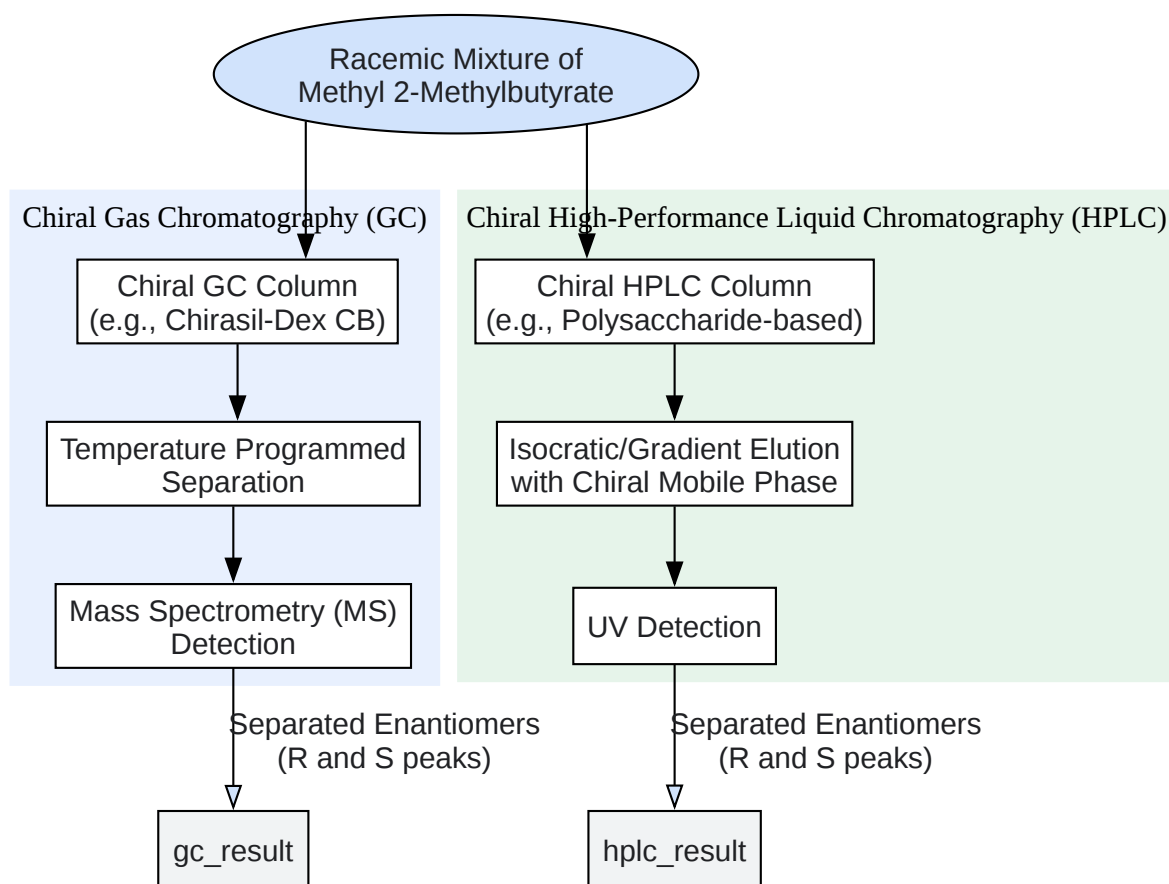 Racemic Mixture of
Methyl 2-Methylbutyrate
Chiral Gas Chromatography (GC)
Chiral GC Column
(e.g., Chirasil-Dex CB)
Temperature Programmed
Separation
Mass Spectrometry (MS)
Detection
Separated Enantiomers
(R and S peaks)
gc_result
Chiral High-Performance Liquid Chromatography (HPLC)
Chiral HPLC Column
(e.g., Polysaccharide-based)
Isocratic/Gradient Elution
with Chiral Mobile Phase
UV Detection
Separated Enantiomers
(R and S peaks)
hplc_result